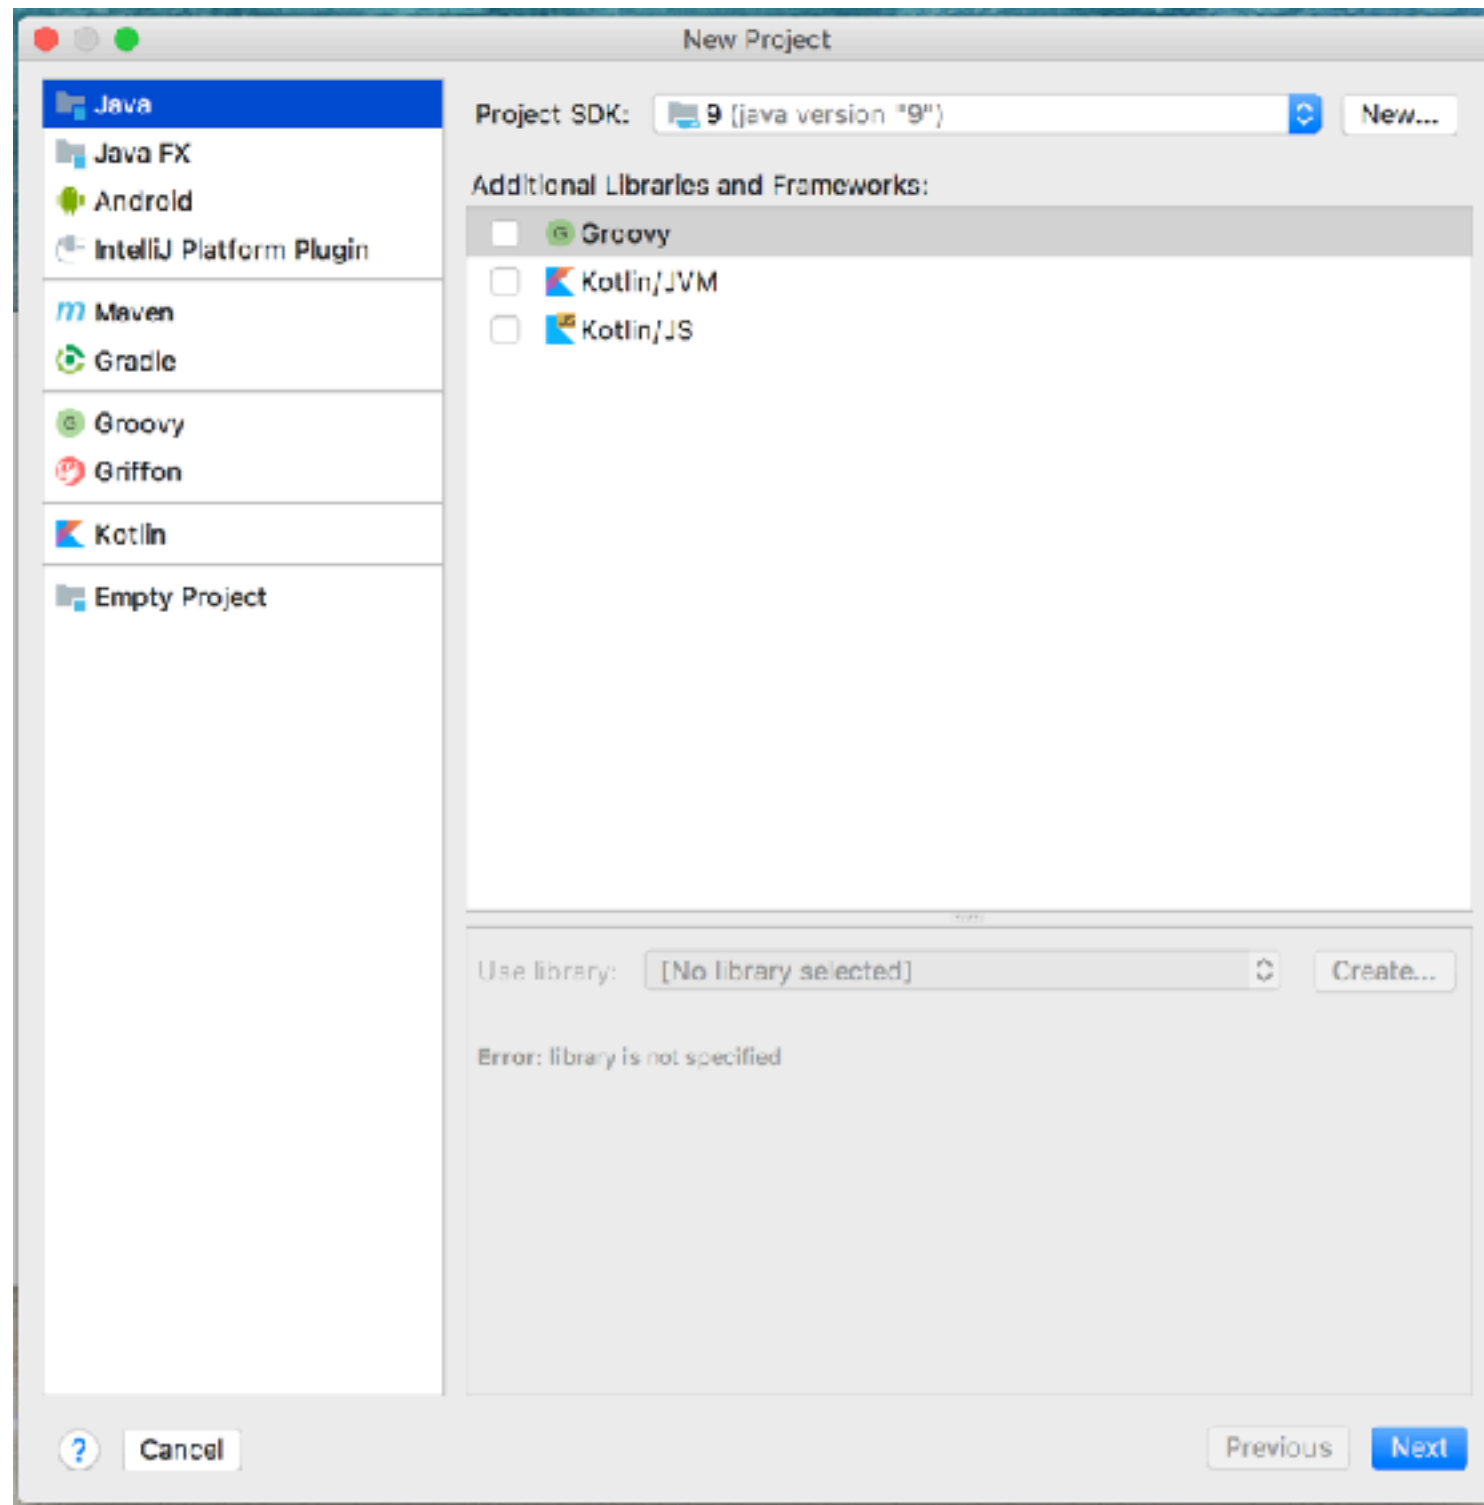 New Project
Java
Java FX
Android
IntelliJ Platform Plugin
Maven
Gradle
Groovy
Griffon
Kotlin
Empty Project
Project SDK: 9 (java version "9") New...
Additional Libraries and Frameworks:
Groovy
Kotlin/JVM
Kotlin/JS
Use library: [No library selected] Create...
Error: library is not specified
? Cancel Previous Next